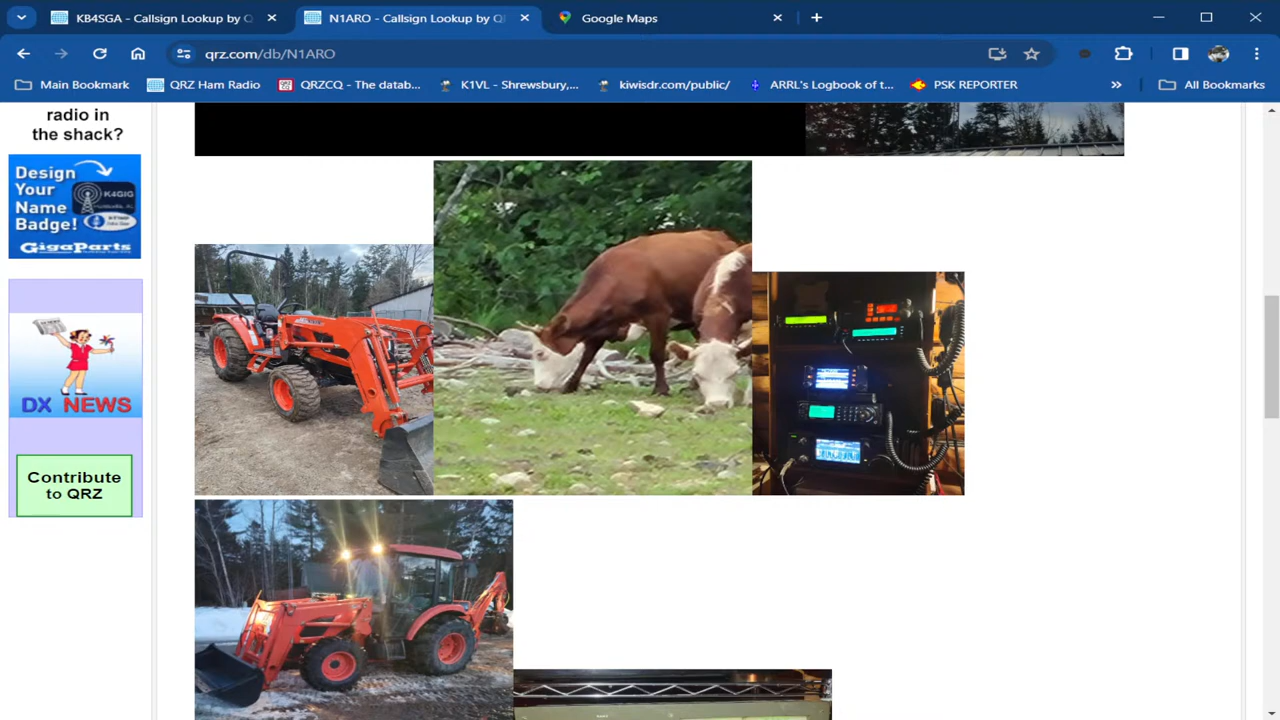 KB4SGA - Callsign Lookup by Q
N1ARO - Callsign Lookup by Q
Google Maps
qrz.com/db/N1ARO
Main Bookmark
QRZ Ham Radio
QRZCQ - The datab...
K1VL - Shrewsbury,...
kiwisdr.com/public/
ARRL's Logbook of t...
PSK REPORTER
All Bookmarks
radio in
the shack?
Design
Your
Name
Badge!
K4GIG
GigaParts
DX NEWS
Contribute
to QRZ